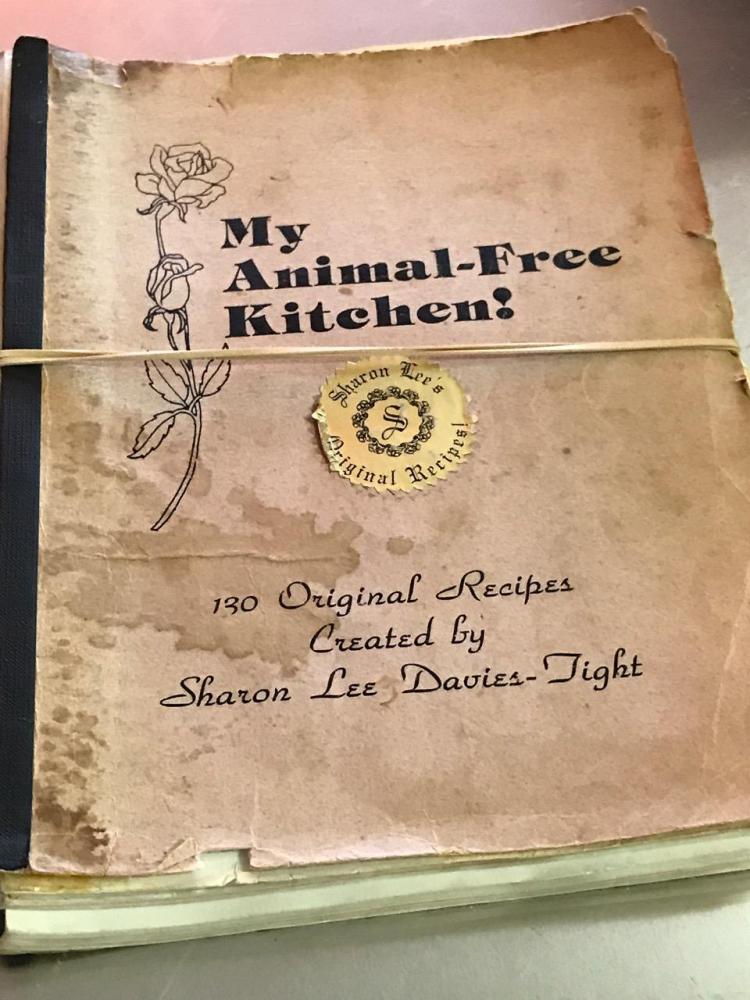 My
Animal-Free
Kitchen!
Sharon Lee's
S
Original Recipes!
130 Original Recipes
Created by
Sharon Lee Davies-Tight